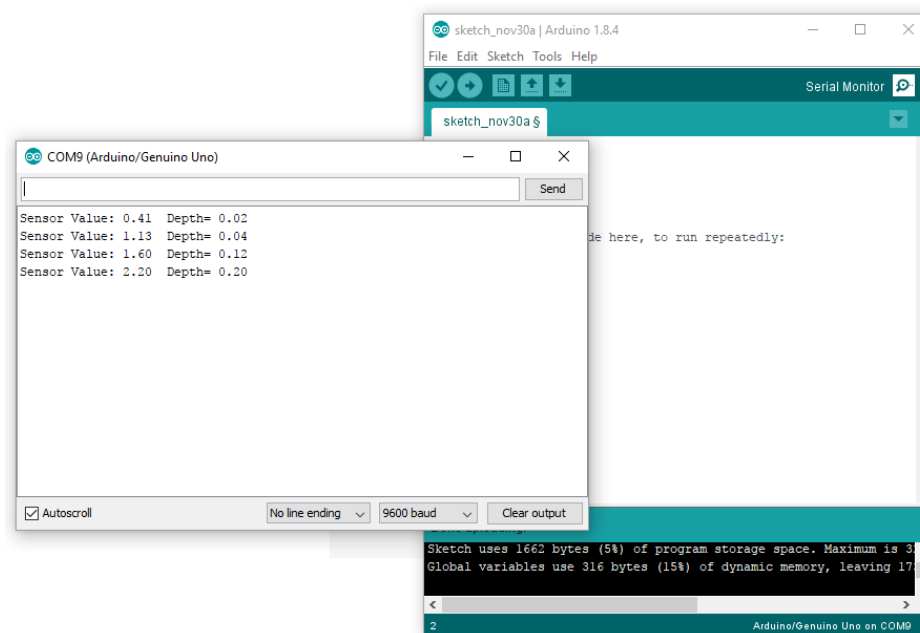 sketch_nov30a | Arduino 1.8.4
File Edit Sketch Tools Help
Serial Monitor
sketch_nov30a §
COM9 (Arduino/Genuino Uno)
Send
Sensor Value: 0.41 Depth= 0.02
Sensor Value: 1.13 Depth= 0.04
Sensor Value: 1.60 Depth= 0.12
Sensor Value: 2.20 Depth= 0.20
here, to run repeatedly:
Autoscroll
No line ending
9600 baud
Clear output
Sketch uses 1662 bytes (5%) of program storage space. Maximum is
Global variables use 316 bytes (15%) of dynamic memory, leaving
2
Arduino/Genuino Uno on COM9